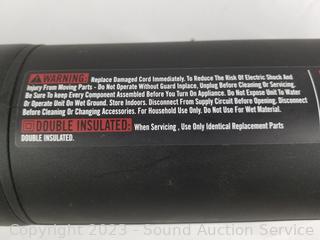 WARNING: Replace Damaged Cord Immediately. To Reduce The Risk Of Electric Shock And
Injury From Moving Parts - Do Not Operate Without Guard Inplace, Unplug Before Cleaning Or Servicing,
Be Sure To keep Every Component Assembled Before You Turn On Appliance. Do Not Expose Unit To Water
Or Operate Unit On Wet Ground. Store Indoors. Disconnect From Supply Circuit Before Opening. Disconnect
Before Cleaning Or Changing Accessories. For Household Use Only. Do Not Use For Wet Material.
DOUBLE INSULATED: When Servicing , Use Only Identical Replacement Parts
DOUBLE INSULATED.
Copyright 2023 - Sound Auction Service